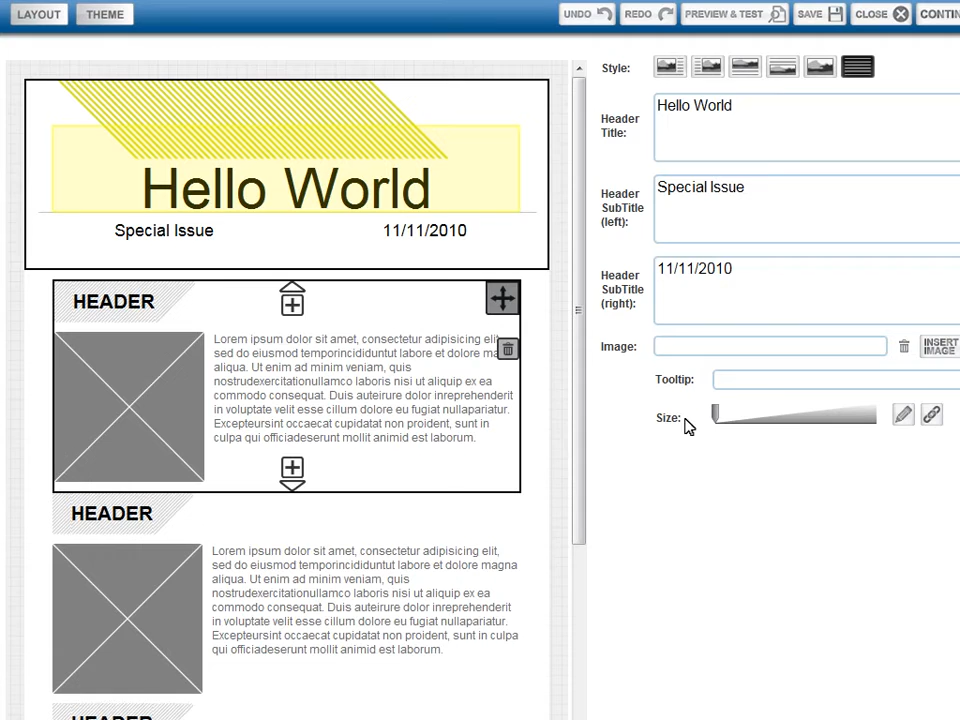 LAYOUT THEME UNDO REDO PREVIEW & TEST SAVE CLOSE CONTIN
Style:
Header
Title:
Hello World
Header
SubTitle
(left):
Special Issue
Header
SubTitle
(right):
11/11/2010
Image:
INSERT
IMAGE
Tooltip:
Size:
Hello World
Special Issue 11/11/2010
HEADER
Lorem ipsum dolor sit amet, consectetur adipisicing elit,
sed do eiusmod temporincididuntut labore et dolore ma
aliqua. Ut enim ad minim veniam, quis
nostrudexercitationullamco laboris nisi ut aliquip ex ea
commodo consequat. Duis auteirure dolor inreprehenderit
in voluptate velit esse cillum dolore eu fugiat nullapariatur.
Excepteursint occaecat cupidatat non proident, sunt in
culpa qui officiadeserunt mollit animid est laborum.
HEADER
Lorem ipsum dolor sit amet, consectetur adipisicing elit,
sed do eiusmod temporincididuntut labore et dolore magna
aliqua. Ut enim ad minim veniam, quis
nostrudexercitationullamco laboris nisi ut aliquip ex ea
commodo consequat. Duis auteirure dolor inreprehenderit
in voluptate velit esse cillum dolore eu fugiat nullapariatur.
Excepteursint occaecat cupidatat non proident, sunt in culpa
qui officiadeserunt mollit animid est laborum.
HEADER